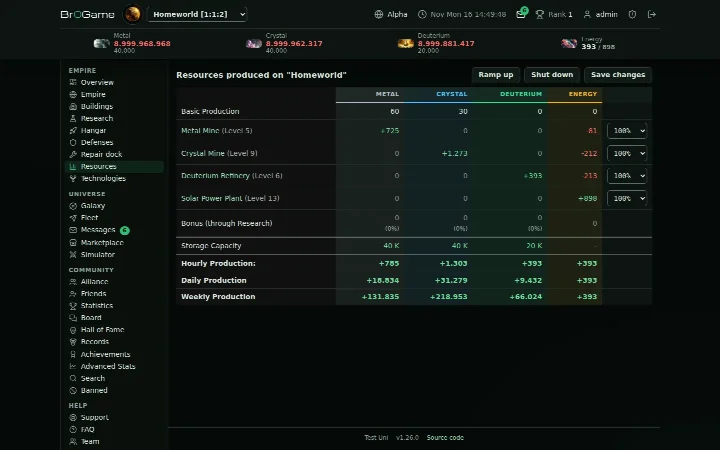 BrOGame
Homeworld [1:1:2]
Alpha
Nov Mon 16 14:49:48
6
Rank 1
admin
Metal
8.999.968.968
40,000
Crystal
8.999.962.317
40,000
Deuterium
8.999.881.417
20,000
Energy
393 / 898
EMPIRE
Overview
Empire
Buildings
Research
Hangar
Defenses
Repair dock
Resources
Technologies
UNIVERSE
Galaxy
Fleet
Messages 6
Marketplace
Simulator
COMMUNITY
Alliance
Friends
Statistics
Board
Hall of Fame
Records
Achievements
Advanced Stats
Search
Banned
HELP
Support
FAQ
Team
Resources produced on "Homeworld"
Ramp up
Shut down
Save changes
METAL CRYSTAL DEUTERIUM ENERGY
Basic Production 60 30 0 0
Metal Mine (Level 5) +725 0 0 -81 100%
Crystal Mine (Level 9) 0 +1.273 0 -212 100%
Deuterium Refinery (Level 6) 0 0 +393 -213 100%
Solar Power Plant (Level 13) 0 0 0 +898 100%
Bonus (through Research) 0 0 0 0
(0%) (0%) (0%)
Storage Capacity 40 K 40 K 20 K -
Hourly Production: +785 +1.303 +393 +393
Daily Production +18.834 +31.279 +9.432 +393
Weekly Production +131.835 +218.953 +66.024 +393
Test Uni v1.26.0 Source code